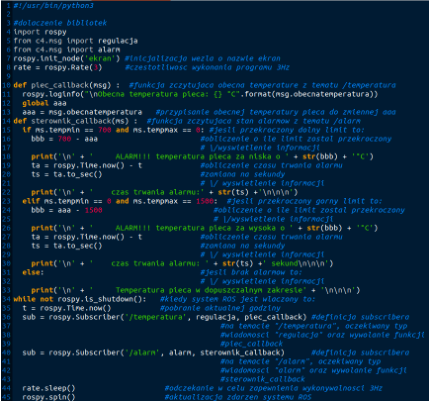 1 #!/usr/bin/python3
2
3 #dolaczenie bibliotek
4 import rospy
5 from c4.msg import regulacja
6 from c4.msg import alarm
7 rospy.init_node('ekran') #inicjalizacja wezla o nazwie ekran
8 rate = rospy.Rate(3) #czestotliwosc wykonania programu 3Hz
9
10 def piec_callback(msg) : #funkcja zczytujaca obecna temperature z tematu /temperatura
11 rospy.loginfo("\nObecna temperatura pieca: {} °C".format(msg.obecnatemperatura))
12 global aaa
13 aaa = msg.obecnatemperatura #przypisanie obecnej temperatury pieca do zmiennej aaa
14 def sterownik_callback(ms) : #funkcja zczytujaca stan alarmow z tematu /alarm
15 if ms.tempmin == 700 and ms.tempmax == 0: #jesli przekroczony dolny limit to:
16 bbb = 700 - aaa #obliczenie o ile limit zostal przekroczony
17 # \/wyswietlenie informacji
18 print('\n' + ' ALARM!!! temperatura pieca za niska o ' + str(bbb) + '°C')
19 ta = rospy.Time.now() - t #obliczenie czasu trwania alarmu
20 ts = ta.to_sec() #zamiana na sekundy
21 # \/ wyswietlenie informacji
22 print('\n' + ' czas trwania alarmu:' + str(ts) +'\n\n\n')
23 elif ms.tempmin == 0 and ms.tempmax == 1500: #jesli przekroczony gorny limit to:
24 bbb = aaa - 1500 #obliczenie o ile limit zostal przekroczony
25 # \/wyswietlenie informacji
26 print('\n' + ' ALARM!!! temperatura pieca za wysoka o ' + str(bbb) + '°C')
27 ta = rospy.Time.now() - t #obliczenie czasu trwania alarmu
28 ts = ta.to_sec() #zamiana na sekundy
29 # \/ wyswietlenie informacji
30 print('\n' + ' czas trwania alarmu: ' + str(ts) +' sekund\n\n\n')
31 else: #jesli brak alarmow to:
32 # \/ wyswietlenie informacji
33 print('\n' + ' Temperatura pieca w dopuszczalnym zakresie' + '\n\n\n')
34 while not rospy.is_shutdown(): #kiedy system ROS jest wlaczony to:
35 t = rospy.Time.now() #pobranie aktualnej godziny
36 sub = rospy.Subscriber('/temperatura', regulacja, piec_callback) #definicja subscribera
37 #na temacie "/temperatura", oczekiwany typ
38 #wiadomosci "regulacja" oraz wywolanie funkcji
39 #piec_callback
40 sub = rospy.Subscriber('/alarm', alarm, sterownik_callback) #definicja subscribera
41 #na temacie "/alarm", oczekiwany typ
42 #wiadomosci "alarm" oraz wywolanie funkcji
43 #sterownik_callback
44 rate.sleep() #odczekanie w celu zapewnienia wykonywalnosci 3Hz
45 rospy.spin() #aktualizacja zdarzen systemu ROS